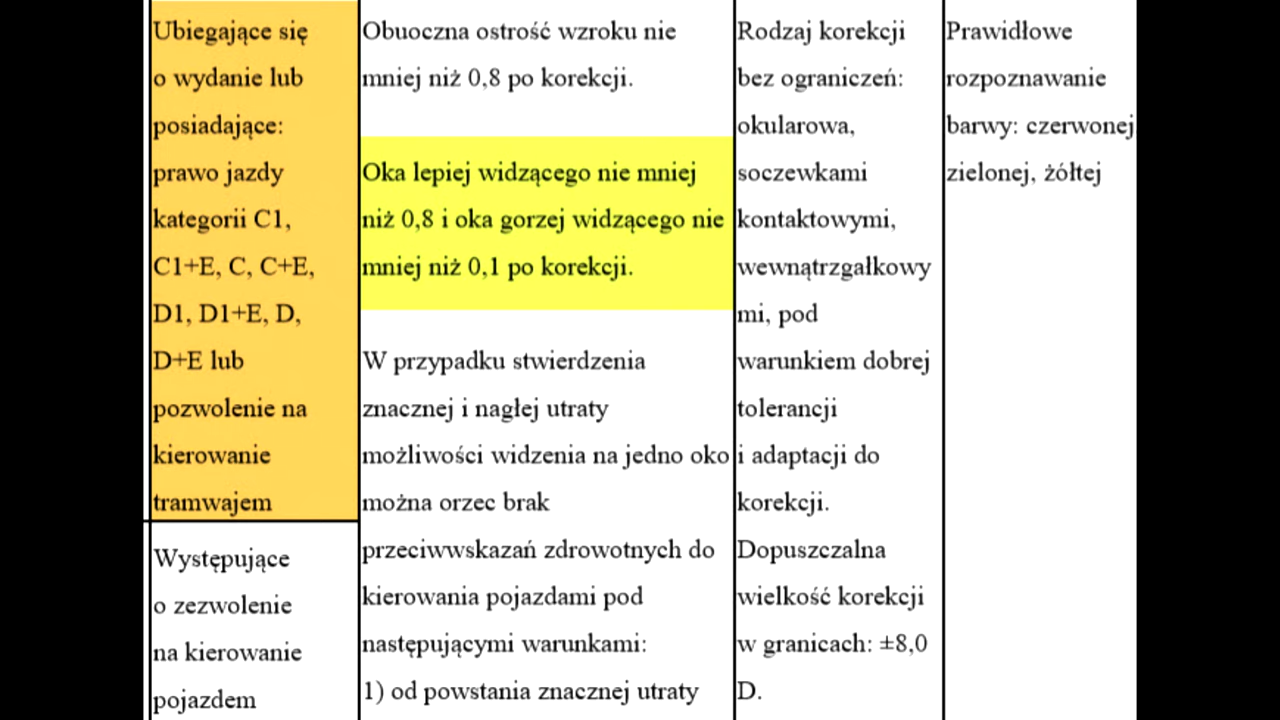 Ubiegające się
o wydanie lub
posiadające:
prawo jazdy
kategorii C1,
C1+E, C, C+E,
D1, D1+E, D,
D+E lub
pozwolenie na
kierowanie
tramwajem
Występujące
o zezwolenie
na kierowanie
pojazdem
Obuoczna ostrość wzroku nie
mniej niż 0,8 po korekcji.
Oka lepiej widzącego nie mniej
niż 0,8 i oka gorzej widzącego nie
mniej niż 0,1 po korekcji.
W przypadku stwierdzenia
znacznej i nagłej utraty
możliwości widzenia na jedno oko
można orzec brak
przeciwwskazań zdrowotnych do
kierowania pojazdami pod
następującymi warunkami:
1) od powstania znacznej utraty
Rodzaj korekcji
bez ograniczeń:
okularowa,
soczewkami
kontaktowymi,
wewnątrzgałkowy
mi, pod
warunkiem dobrej
tolerancji
i adaptacji do
korekcji.
Dopuszczalna
wielkość korekcji
w granicach: ±8,0
D.
Prawidłowe
rozpoznawanie
barwy: czerwonej
zielonej, żółtej